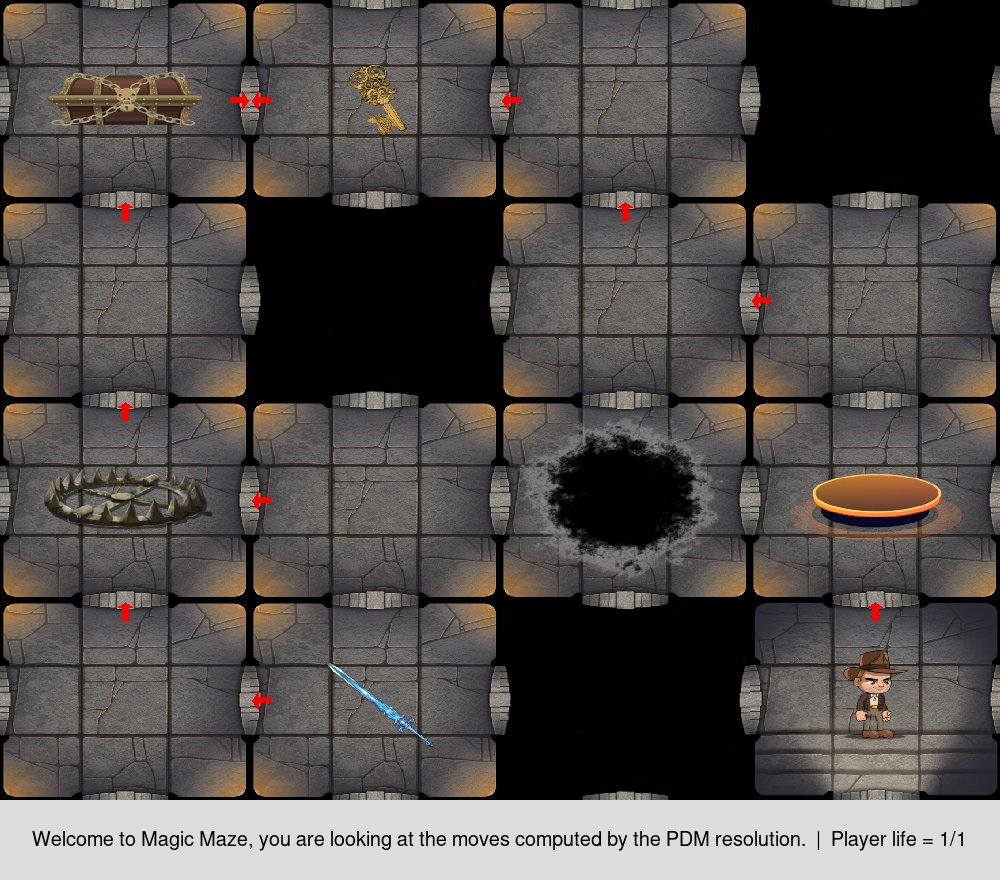 Welcome to Magic Maze, you are looking at the moves computed by the PDM resolution.  |  Player life = 1/1